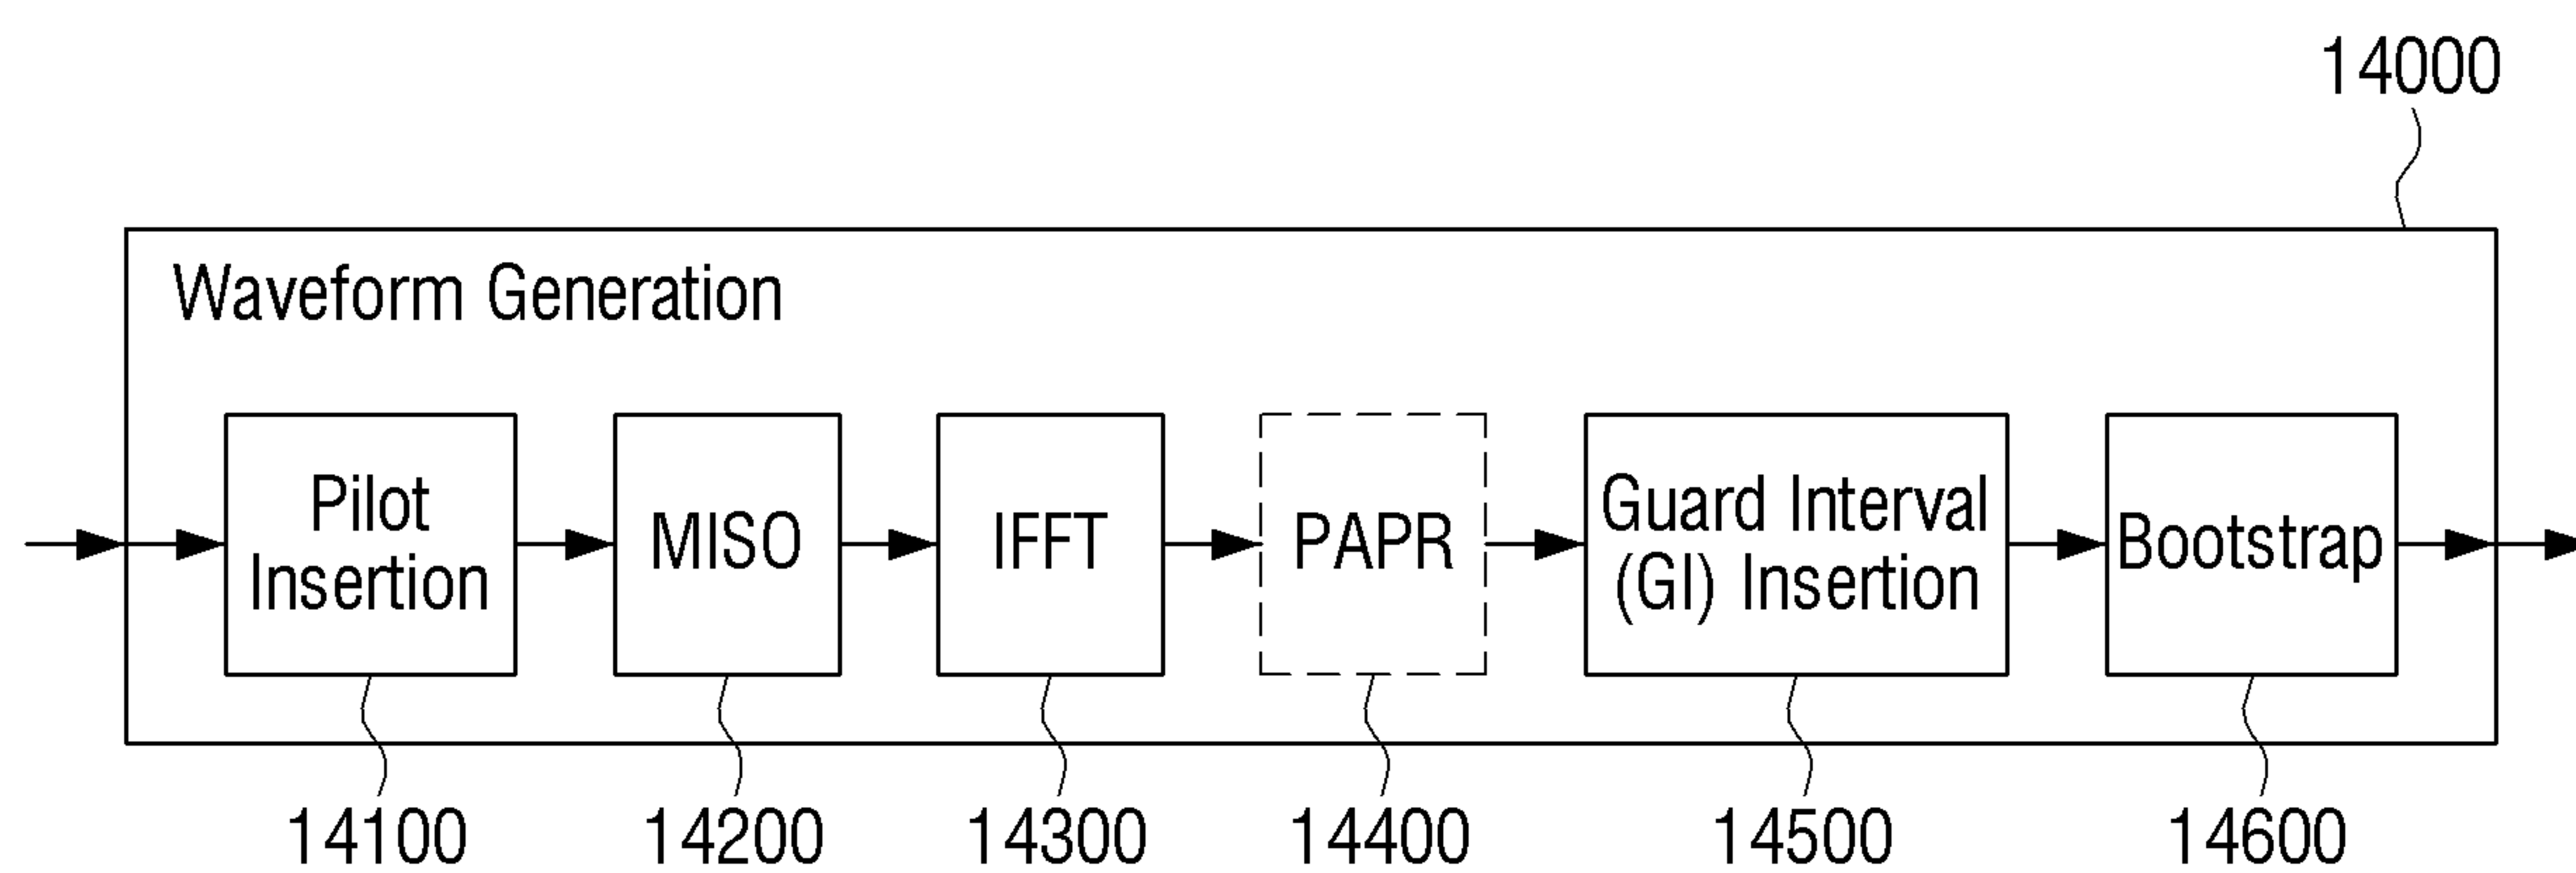 14000
Waveform Generation
Pilot
Insertion
MISO
IFFT
PAPR
Guard Interval
(GI) Insertion
Bootstrap
14100
14200
14300
14400
14500
14600